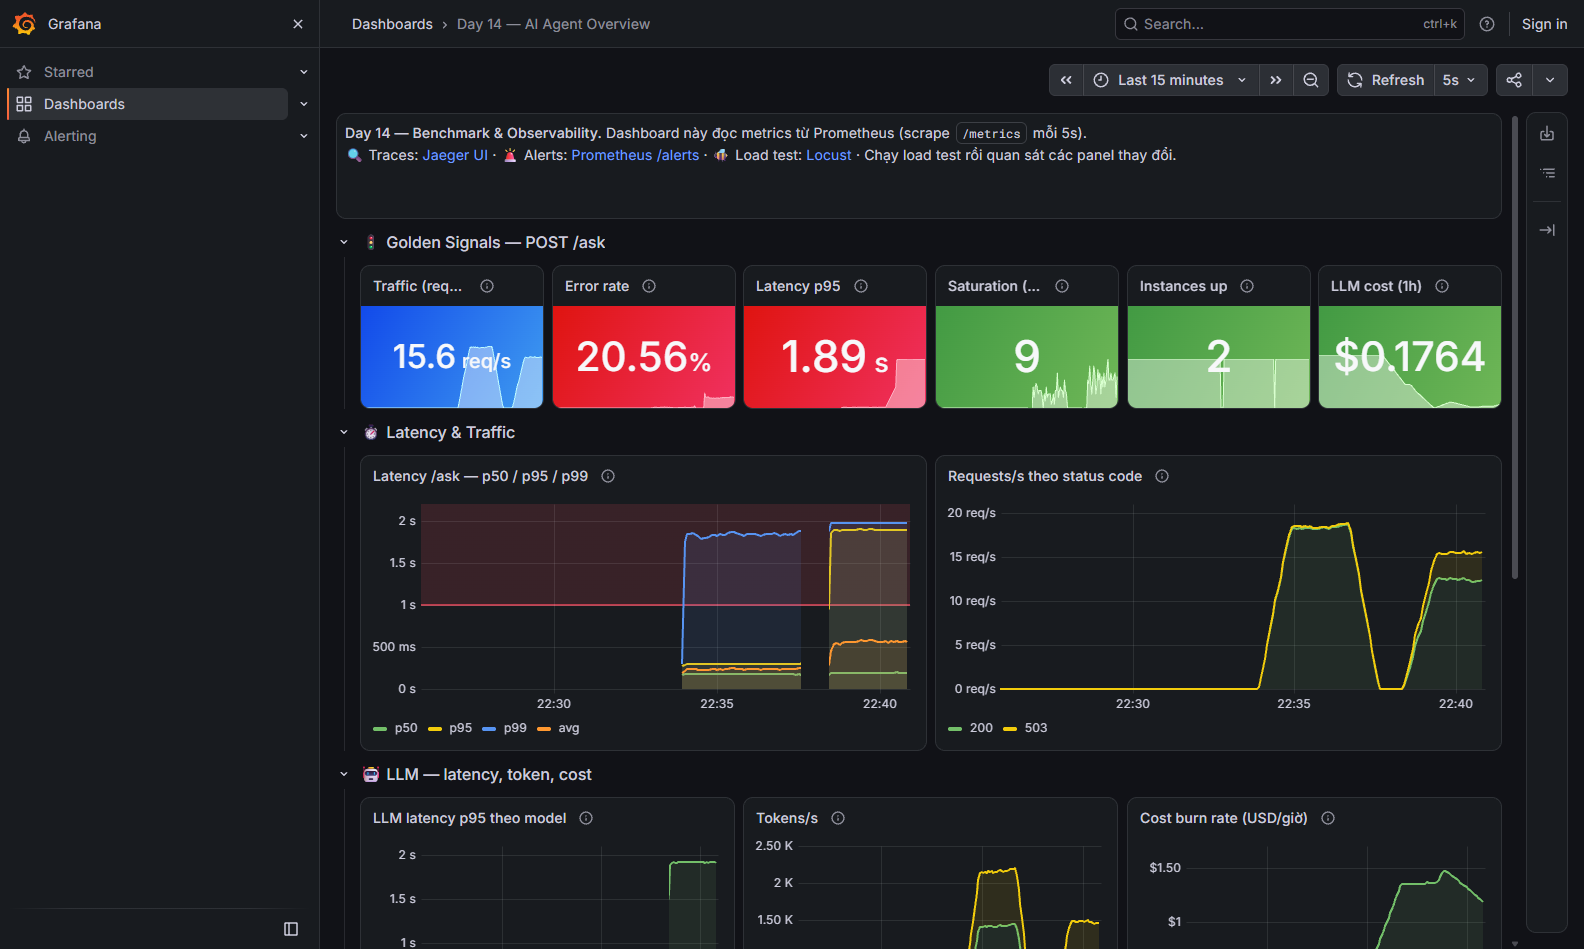 Grafana
Dashboards › Day 14 — AI Agent Overview
Search...
ctrl+k
Sign in
Starred
Dashboards
Alerting
Last 15 minutes
Refresh
5s
Day 14 — Benchmark & Observability. Dashboard này đọc metrics từ Prometheus (scrape /metrics mỗi 5s).
Traces: Jaeger UI · Alerts: Prometheus /alerts · Load test: Locust · Chạy load test rồi quan sát các panel thay đổi.
Golden Signals — POST /ask
Traffic (req...
15.6 req/s
Error rate
20.56%
Latency p95
1.89 s
Saturation (...
9
Instances up
2
LLM cost (1h)
$0.1764
Latency & Traffic
Latency /ask — p50 / p95 / p99
2 s
1.5 s
1 s
500 ms
0 s
22:30
22:35
22:40
p50
p95
p99
avg
Requests/s theo status code
20 req/s
15 req/s
10 req/s
5 req/s
0 req/s
22:30
22:35
22:40
200
503
LLM — latency, token, cost
LLM latency p95 theo model
2 s
1.5 s
1 s
Tokens/s
2.50 K
2 K
1.50 K
Cost burn rate (USD/giờ)
$1.50
$1